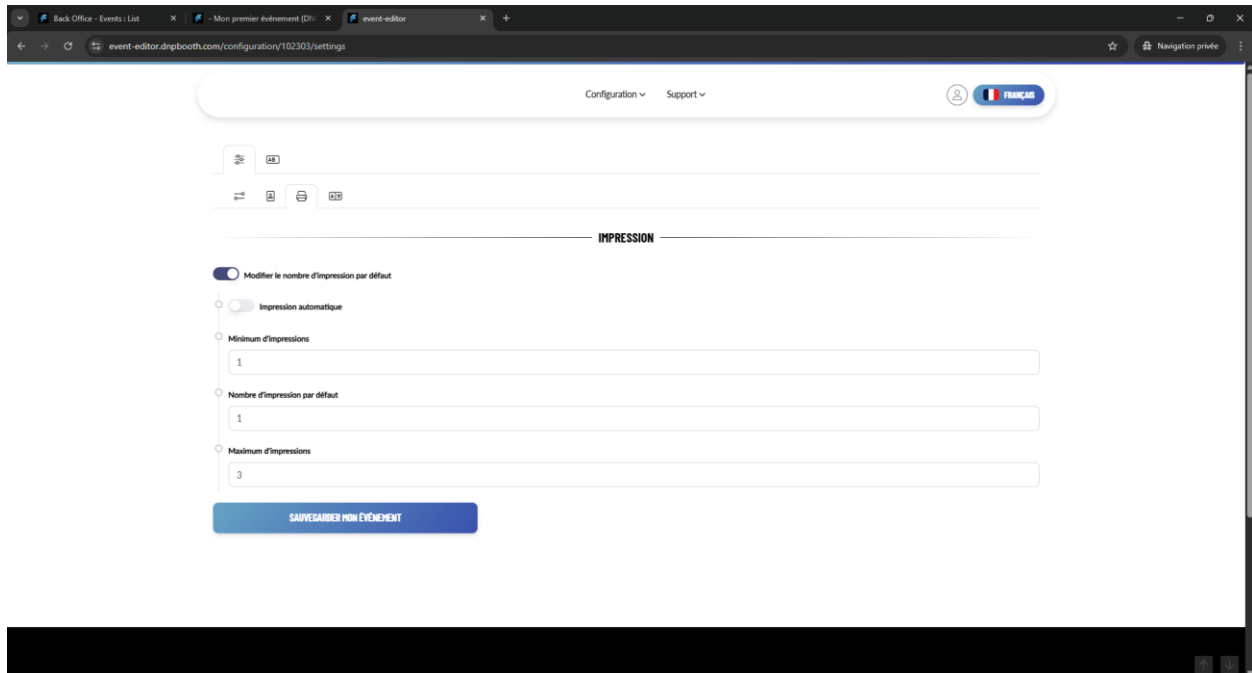 Back Office - Events : List
- Mon premier événement (DN
event-editor
event-editor.dnpbooth.com/configuration/102303/settings
Navigation privée
Configuration
Support
FRANÇAIS
AB
IMPRESSION
Modifier le nombre d'impression par défaut
Impression automatique
Minimum d'impressions
1
Nombre d'impression par défaut
1
Maximum d'impressions
3
SAUVEGARDER MON ÉVÉNEMENT